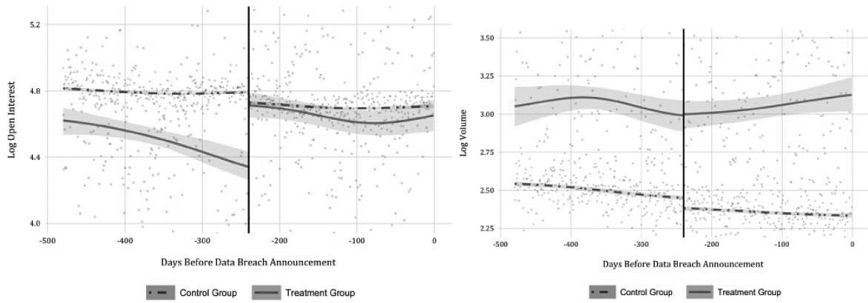 5.2
4.8
4.4
4.0
Log Open Interest
-500
-400
-300
-200
-100
0
Days Before Data Breach Announcement
Control Group
Treatment Group
3.50
3.25
3.00
2.75
2.50
2.25
Log Volume
-500
-400
-300
-200
-100
0
Days Before Data Breach Announcement
Control Group
Treatment Group